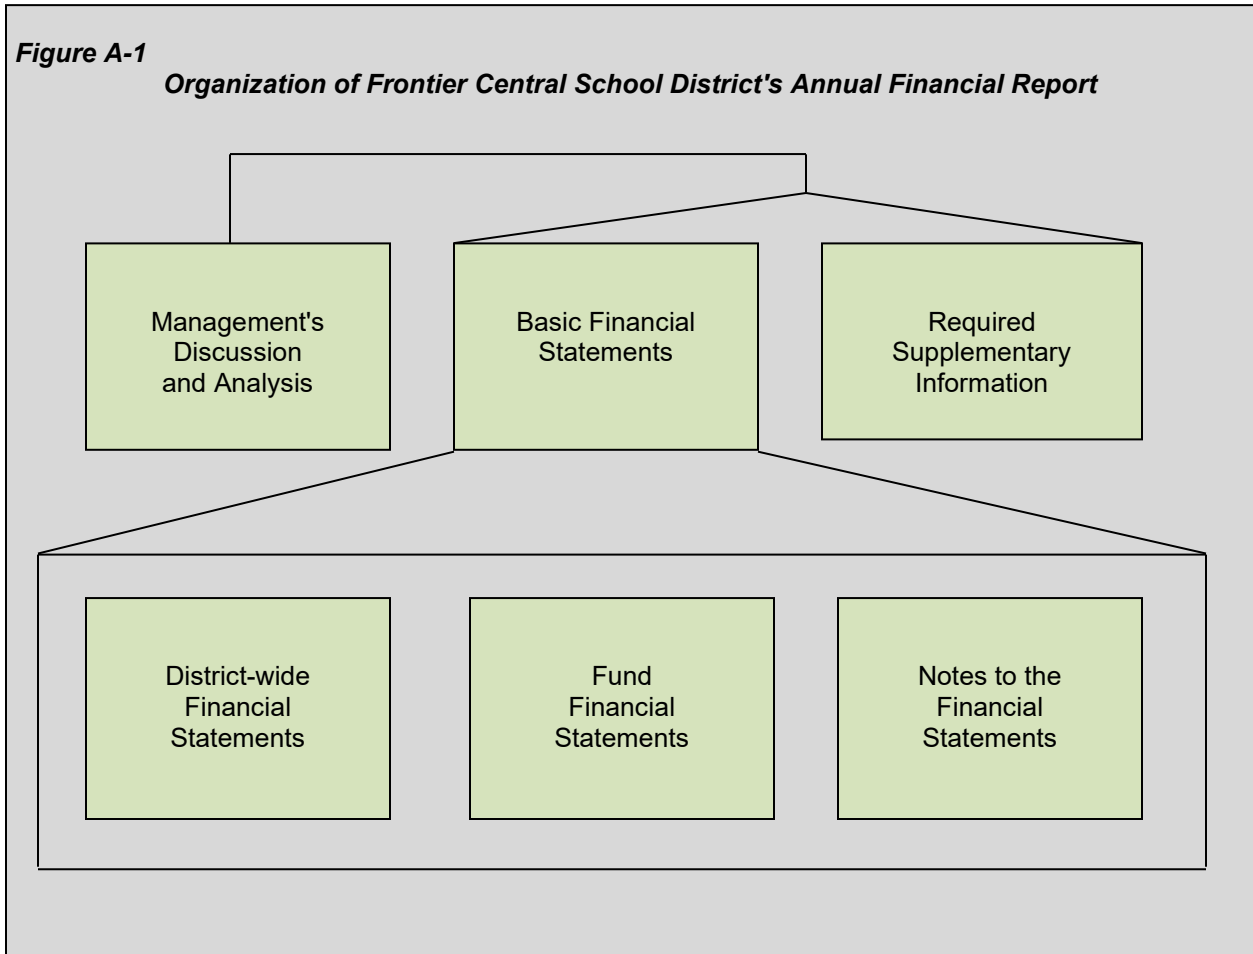 Figure A-1
Organization of Frontier Central School District's Annual Financial Report
Management's
Discussion
and Analysis
Basic Financial
Statements
Required
Supplementary
Information
District-wide
Financial
Statements
Fund
Financial
Statements
Notes to the
Financial
Statements